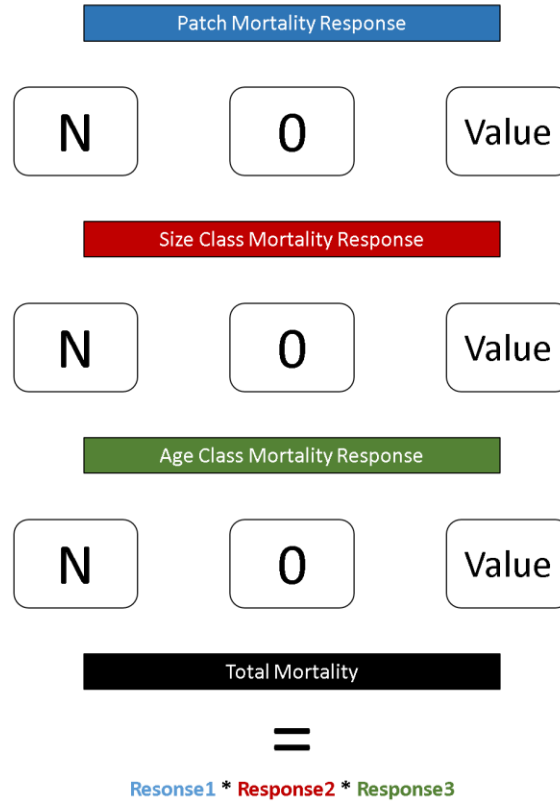 Patch Mortality Response
N 0 Value
Size Class Mortality Response
N 0 Value
Age Class Mortality Response
N 0 Value
Total Mortality
=
Resonse1 * Response2 * Response3